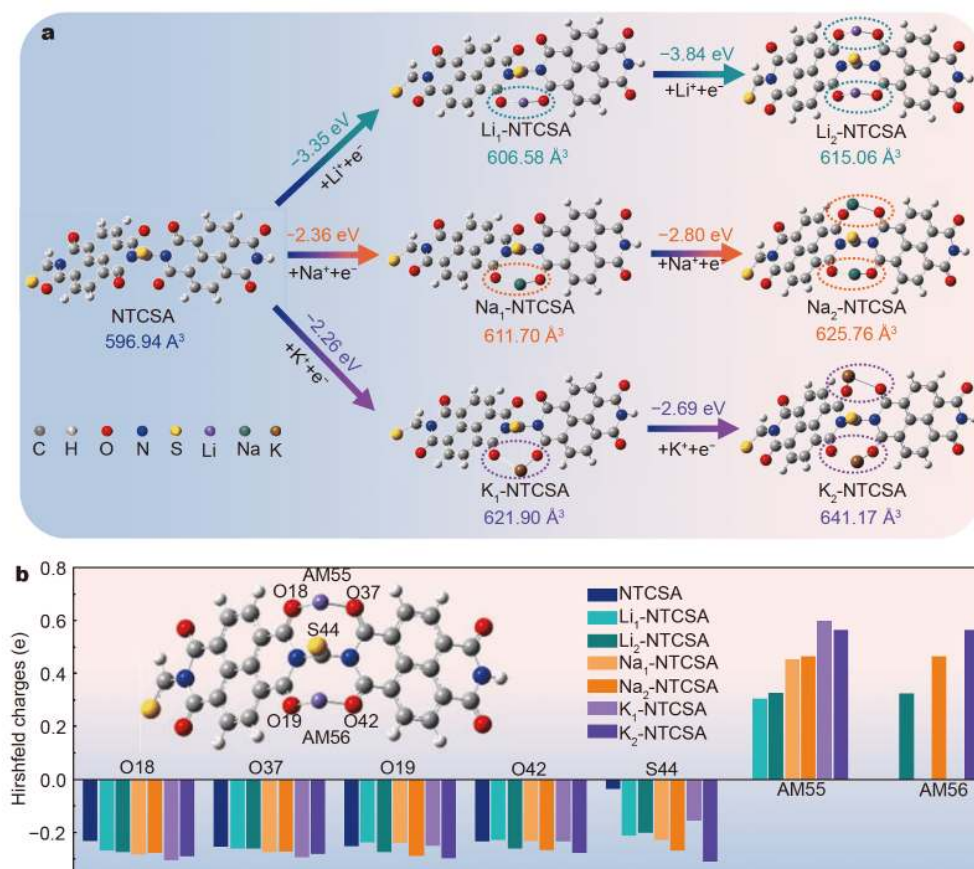 a
−3.35 eV
+Li⁺+e⁻
Li₁-NTCSA
606.58 Å³
−3.84 eV
+Li⁺+e⁻
Li₂-NTCSA
615.06 Å³
NTCSA
596.94 Å³
−2.36 eV
+Na⁺+e⁻
Na₁-NTCSA
611.70 Å³
−2.80 eV
+Na⁺+e⁻
Na₂-NTCSA
625.76 Å³
−2.26 eV
+K⁺+e⁻
K₁-NTCSA
621.90 Å³
−2.69 eV
+K⁺+e⁻
K₂-NTCSA
641.17 Å³
C H O N S Li Na K
b
Hirshfeld charges (e)
0.8
0.6
0.4
0.2
0.0
−0.2
AM55
O18 O37
S44
O19 O42
AM56
NTCSA
Li₁-NTCSA
Li₂-NTCSA
Na₁-NTCSA
Na₂-NTCSA
K₁-NTCSA
K₂-NTCSA
O18 O37 O19 O42 S44 AM55 AM56